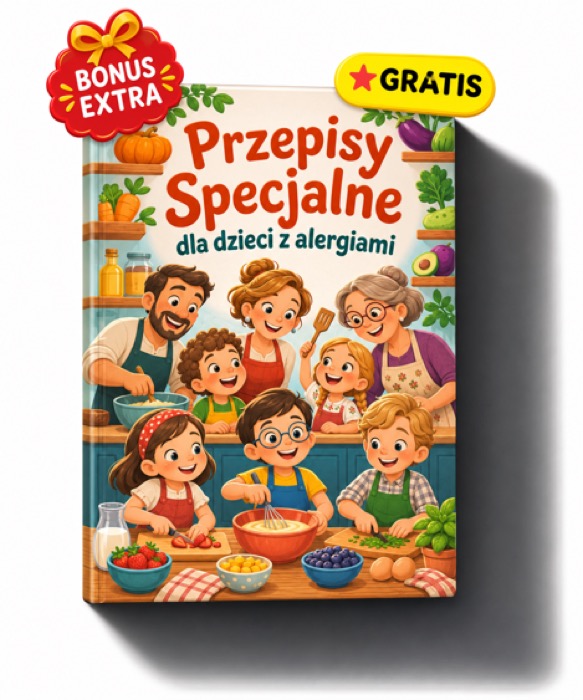 BONUS
EXTRA
GRATIS
Przepisy
Specjalne
dla dzieci z alergiami